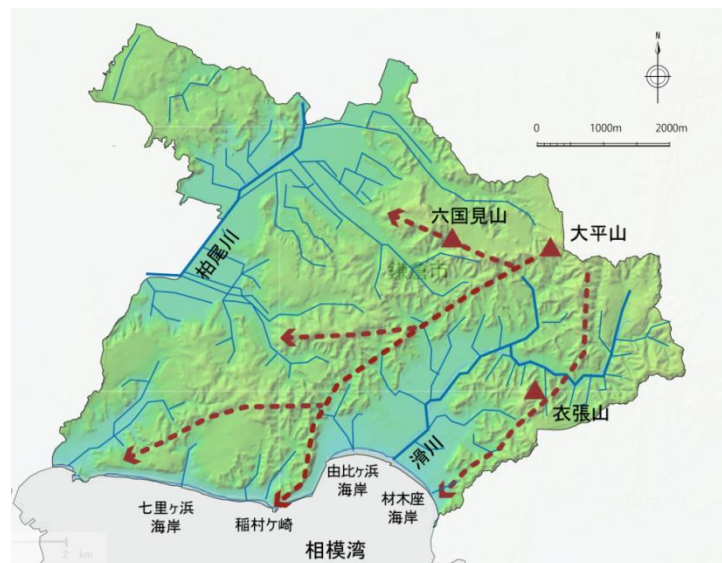 N
0 1000m 2000m
六国見山
大平山
柏尾川
鎌倉市
衣張山
滑川
由比ヶ浜
海岸
七里ヶ浜
海岸
稲村ケ崎
材木座
海岸
相模湾
2 km